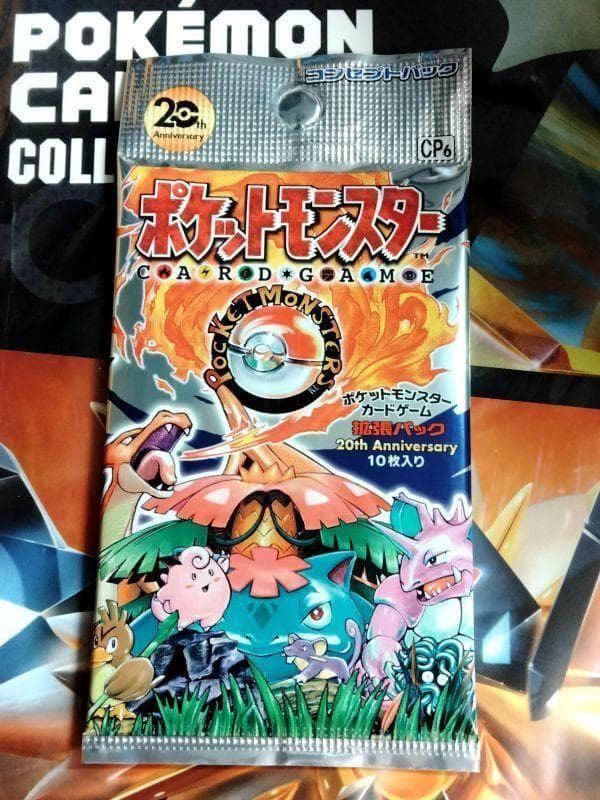 POKÉMON
CA
COLL
コンセプトパック
20th
Anniversary
CP6
ポケットモンスター
TM
CARD GAME
POCKET MONSTERS
ポケットモンスター
カードゲーム
拡張パック
20th Anniversary
10枚入り